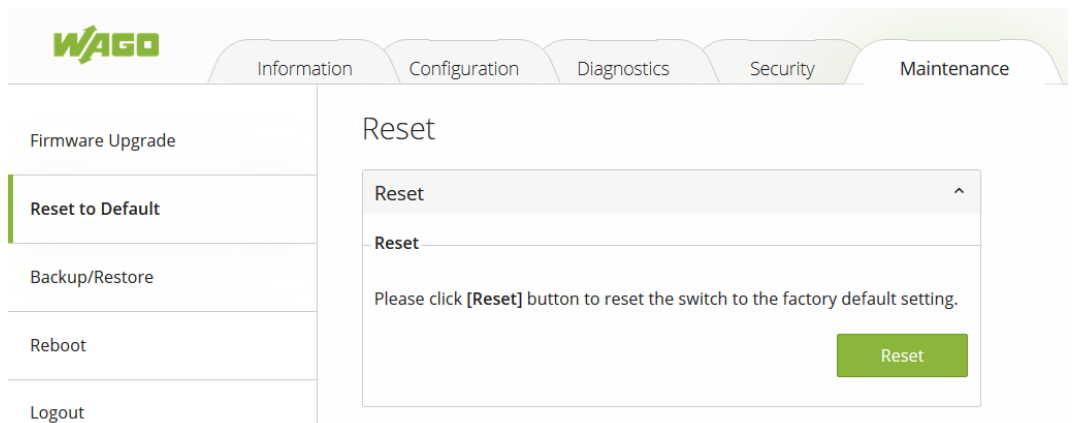 WAGO
Information Configuration Diagnostics Security Maintenance
Firmware Upgrade
Reset to Default
Backup/Restore
Reboot
Logout
Reset
Reset
Reset
Please click [Reset] button to reset the switch to the factory default setting.
Reset